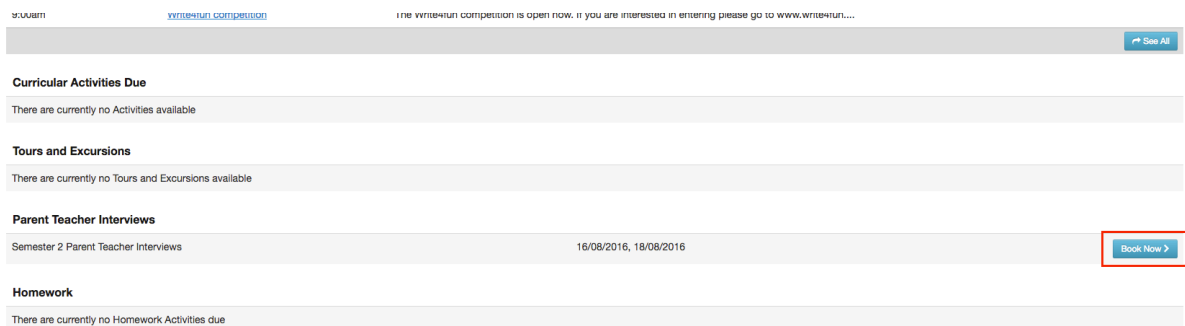 9:00am Write4fun competition The Write4fun competition is open now. If you are interested in entering please go to www.write4fun....
See All
Curricular Activities Due
There are currently no Activities available
Tours and Excursions
There are currently no Tours and Excursions available
Parent Teacher Interviews
Semester 2 Parent Teacher Interviews 16/08/2016, 18/08/2016 Book Now
Homework
There are currently no Homework Activities due